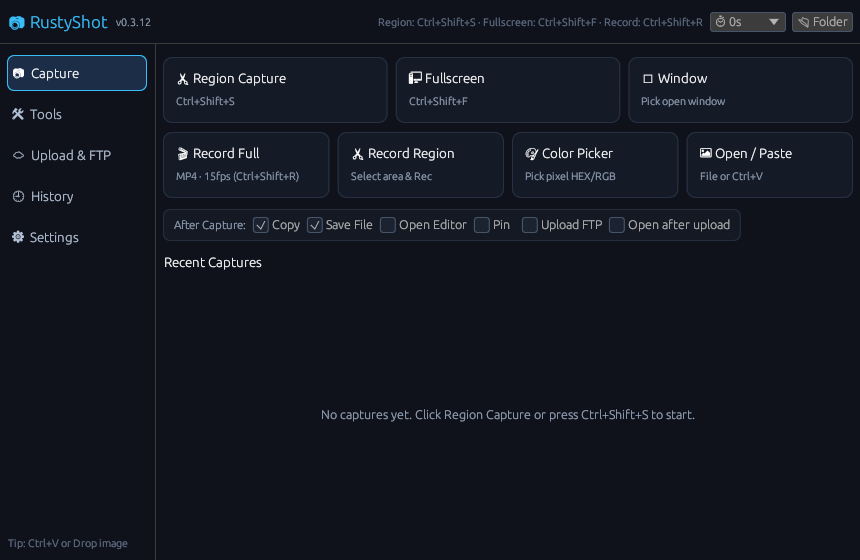 RustyShot v0.3.12
Region: Ctrl+Shift+S · Fullscreen: Ctrl+Shift+F · Record: Ctrl+Shift+R
0s
Folder
Capture
Tools
Upload & FTP
History
Settings
Region Capture
Ctrl+Shift+S
Fullscreen
Ctrl+Shift+F
Window
Pick open window
Record Full
MP4 · 15fps (Ctrl+Shift+R)
Record Region
Select area & Rec
Color Picker
Pick pixel HEX/RGB
Open / Paste
File or Ctrl+V
After Capture: Copy Save File Open Editor Pin Upload FTP Open after upload
Recent Captures
No captures yet. Click Region Capture or press Ctrl+Shift+S to start.
Tip: Ctrl+V or Drop image